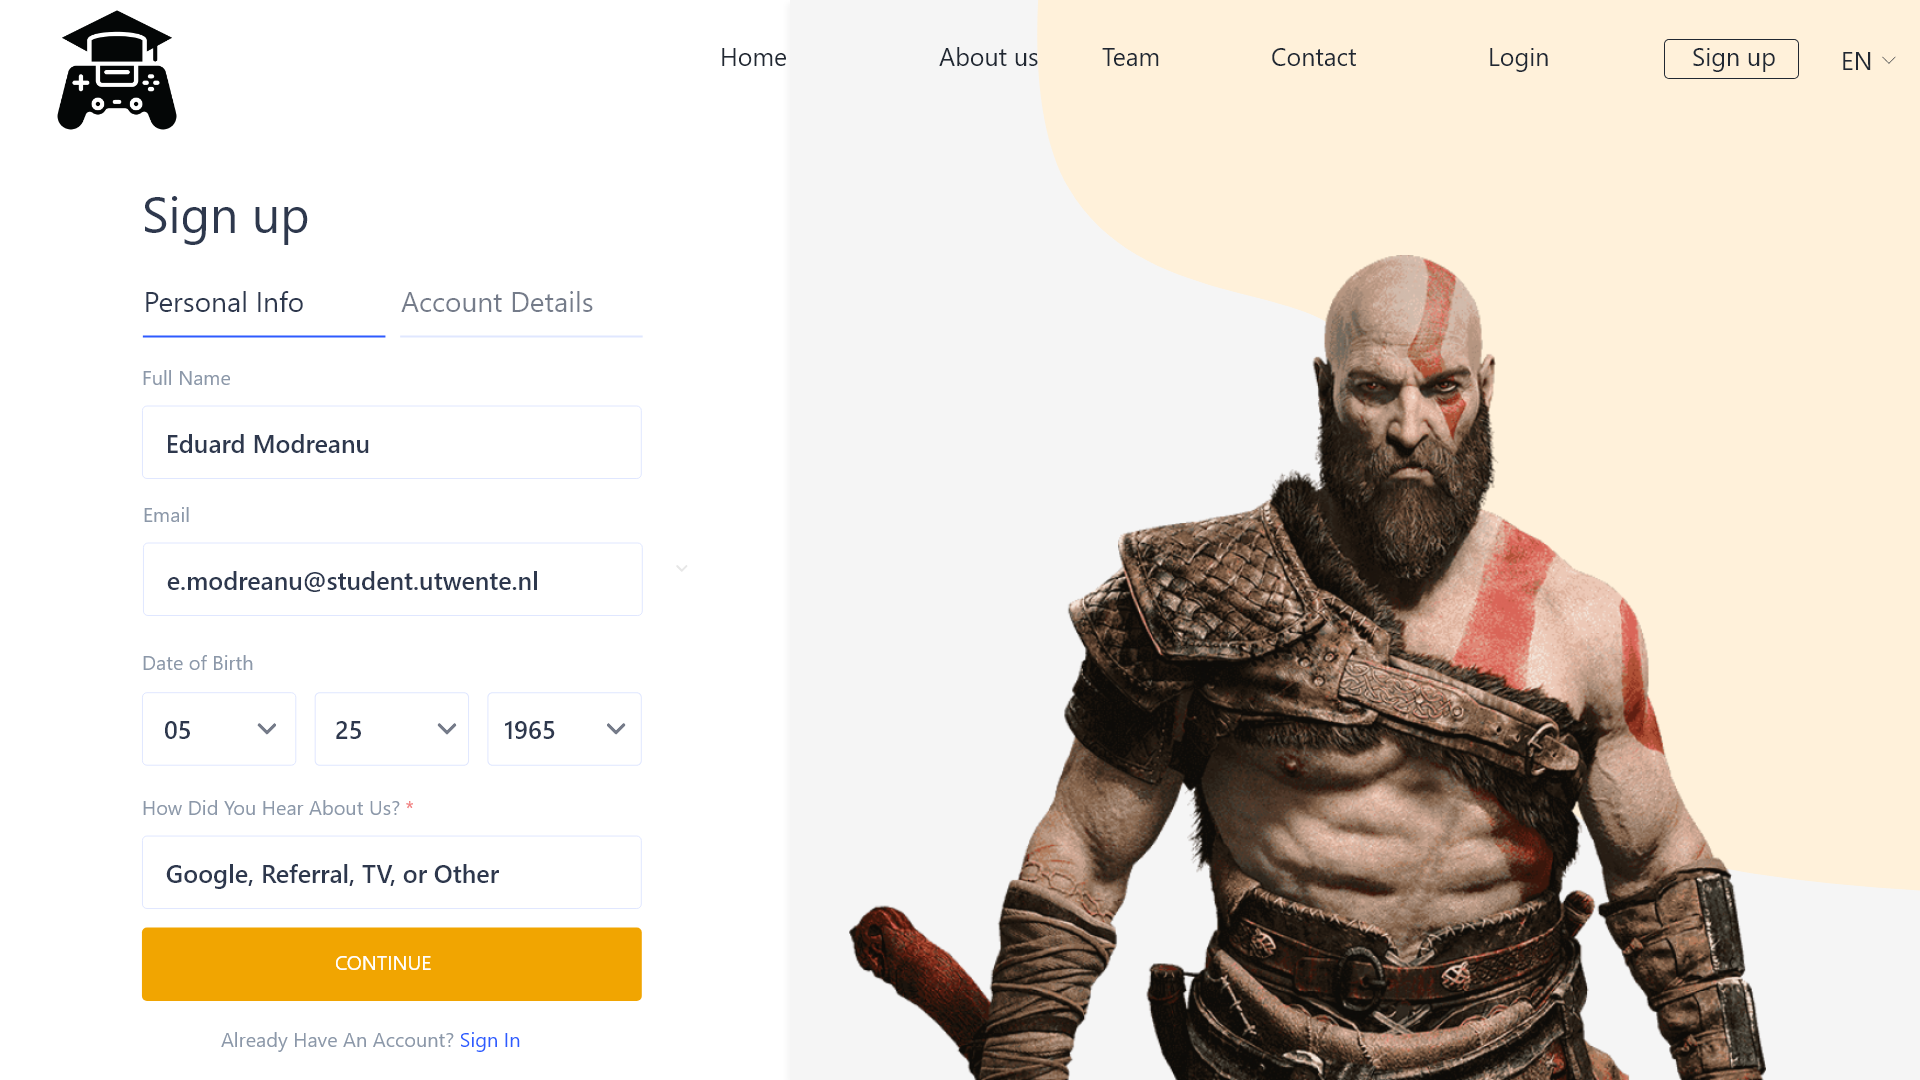 Home
About us
Team
Contact
Login
Sign up
EN
Sign up
Personal Info
Account Details
Full Name
Eduard Modreanu
Email
e.modreanu@student.utwente.nl
Date of Birth
05
25
1965
How Did You Hear About Us? *
Google, Referral, TV, or Other
CONTINUE
Already Have An Account? Sign In